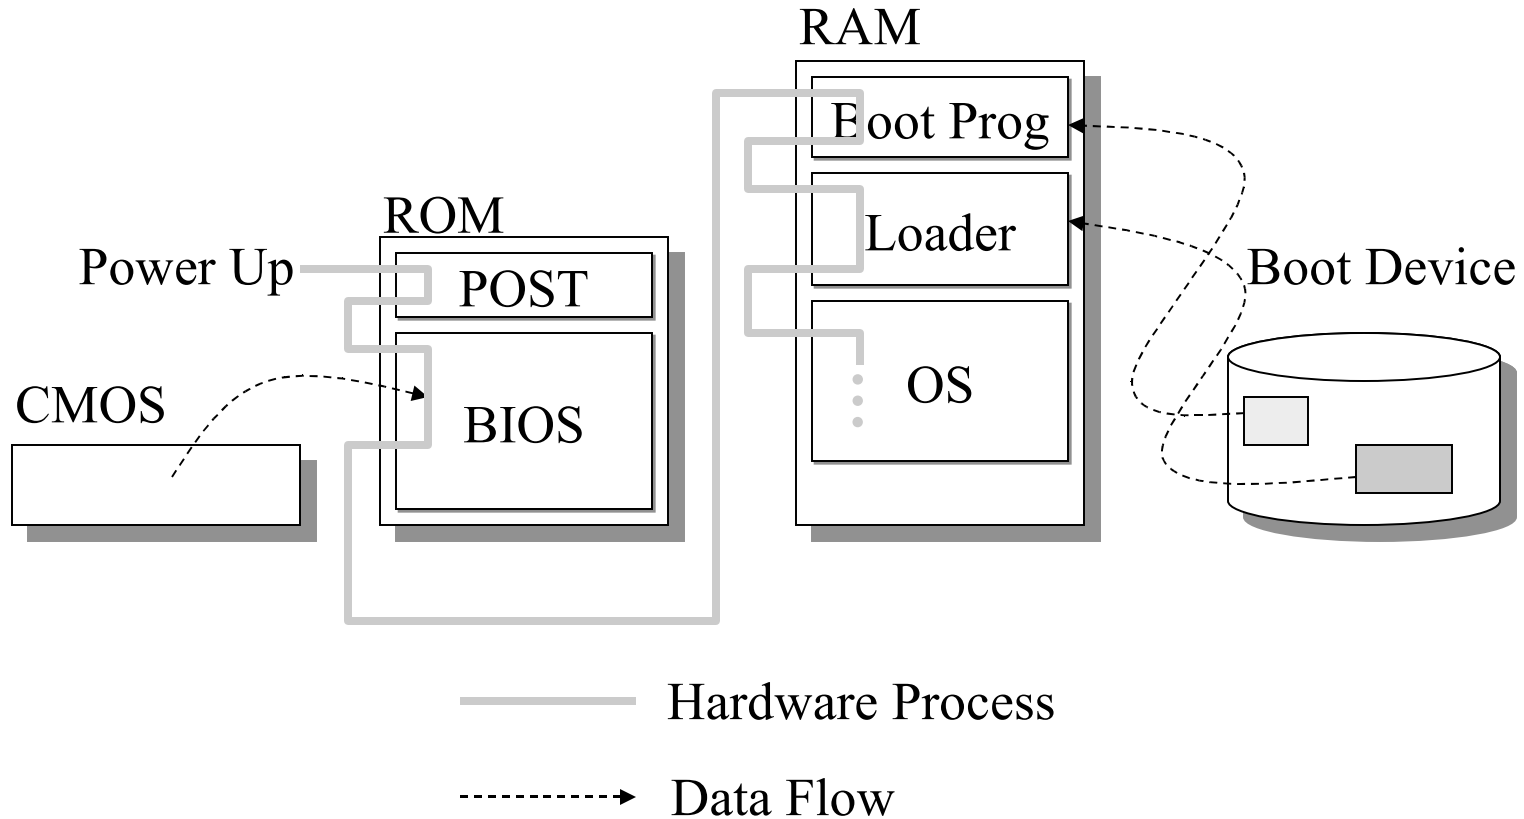 RAM
Boot Prog
Loader
OS
ROM
Power Up
POST
BIOS
CMOS
Boot Device
Hardware Process
Data Flow